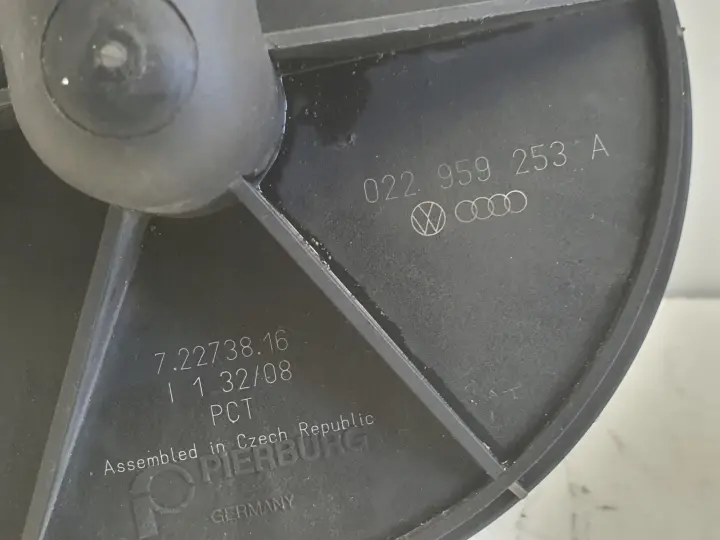 022 959 253 A
7.22738.16
I 1 32/08
PCT
Assembled in Czech Republic
PIERBURG
GERMANY